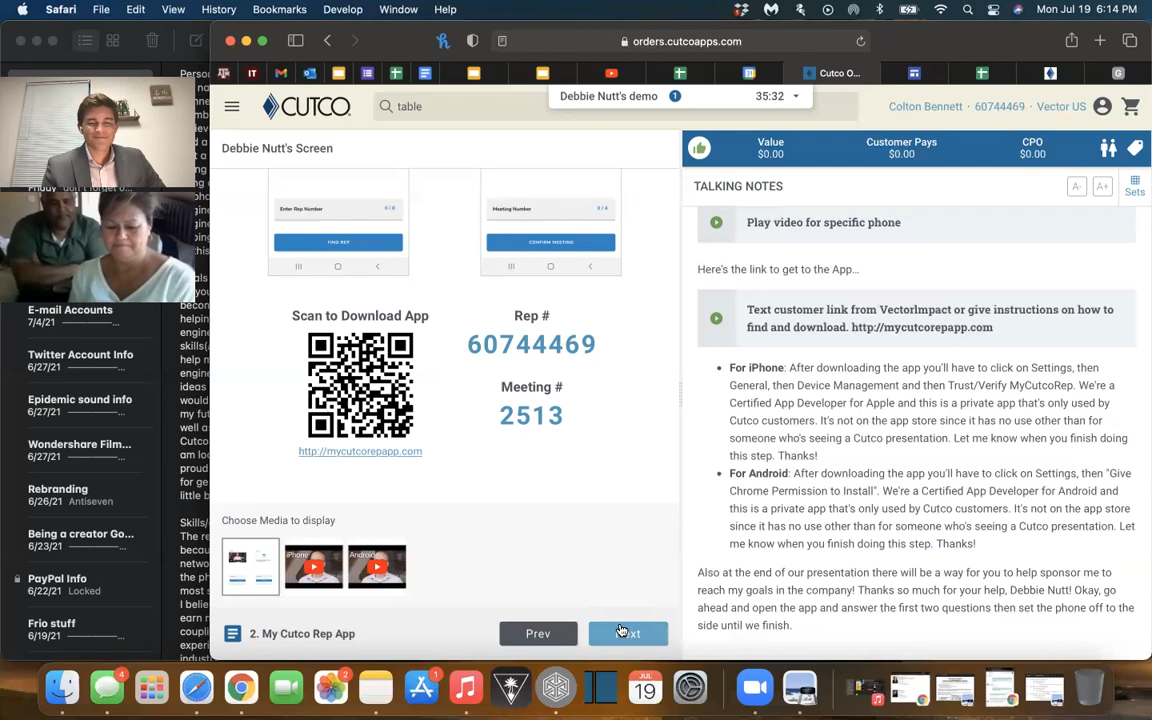 Safari File Edit View History Bookmarks Develop Window Help
Mon Jul 19 6:14 PM
orders.cutcoapps.com
Cutco O...
CUTCO
table
Debbie Nutt's demo 1 35:32
Colton Bennett · 60744469 · Vector US
Debbie Nutt's Screen
Value
$0.00
Customer Pays
$0.00
CPO
$0.00
TALKING NOTES
A-
A+
Sets
Enter Rep Number 0/8
FIND REP
Meeting Number 0/4
CONFIRM MEETING
Scan to Download App
http://mycutcorepapp.com
Rep #
60744469
Meeting #
2513
Choose Media to display
iPhone
Android
2. My Cutco Rep App
Prev
Play video for specific phone
Here's the link to get to the App...
Text customer link from VectorImpact or give instructions on how to
find and download. http://mycutcorepapp.com
For iPhone: After downloading the app you'll have to click on Settings, then
General, then Device Management and then Trust/Verify MyCutcoRep. We're a
Certified App Developer for Apple and this is a private app that's only used by
Cutco customers. It's not on the app store since it has no use other than for
someone who's seeing a Cutco presentation. Let me know when you finish doing
this step. Thanks!
For Android: After downloading the app you'll have to click on Settings, then "Give
Chrome Permission to Install". We're a Certified App Developer for Android and
this is a private app that's only used by Cutco customers. It's not on the app store
since it has no use other than for someone who's seeing a Cutco presentation. Let
me know when you finish doing this step. Thanks!
Also at the end of our presentation there will be a way for you to help sponsor me to
reach my goals in the company! Thanks so much for your help, Debbie Nutt! Okay, go
ahead and open the app and answer the first two questions then set the phone off to the
side until we finish.
E-mail Accounts
7/4/21
Twitter Account Info
6/27/21
Epidemic sound info
6/27/21
Wondershare Film...
6/27/21
Rebranding
6/26/21 Antiseven
Being a creator Go...
6/23/21
PayPal Info
6/22/21 Locked
Frio stuff
6/19/21
JUL
19
4
1
2